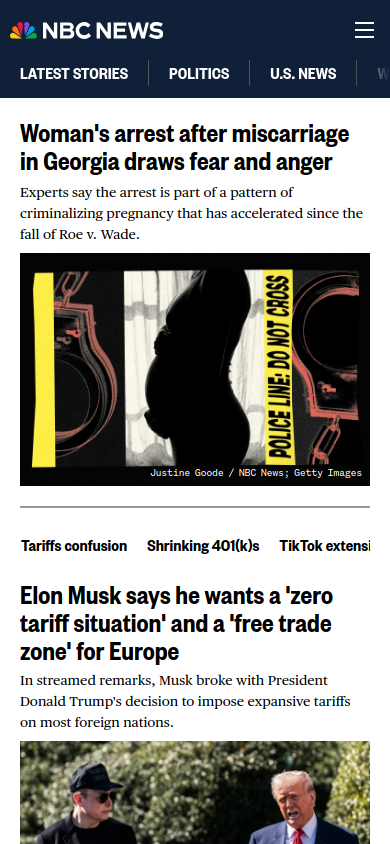 NBC NEWS
LATEST STORIES
POLITICS
U.S. NEWS
Woman's arrest after miscarriage
in Georgia draws fear and anger
Experts say the arrest is part of a pattern of
criminalizing pregnancy that has accelerated since the
fall of Roe v. Wade.
POLICE LINE: DO NOT CROSS
Justine Goode / NBC News; Getty Images
Tariffs confusion
Shrinking 401(k)s
TikTok extensi
Elon Musk says he wants a 'zero
tariff situation' and a 'free trade
zone' for Europe
In streamed remarks, Musk broke with President
Donald Trump's decision to impose expansive tariffs
on most foreign nations.